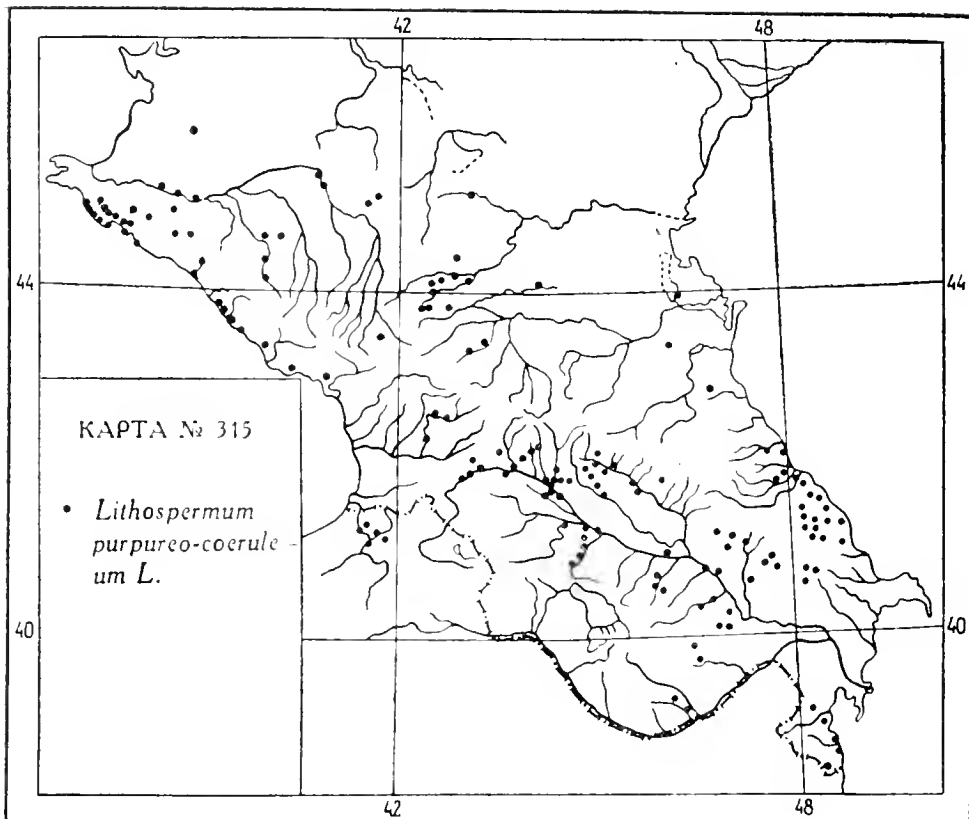 42 48
44 44
КАРТА № 315
Lithospermum
purpureo-coerule
um L.
40 40
42 48